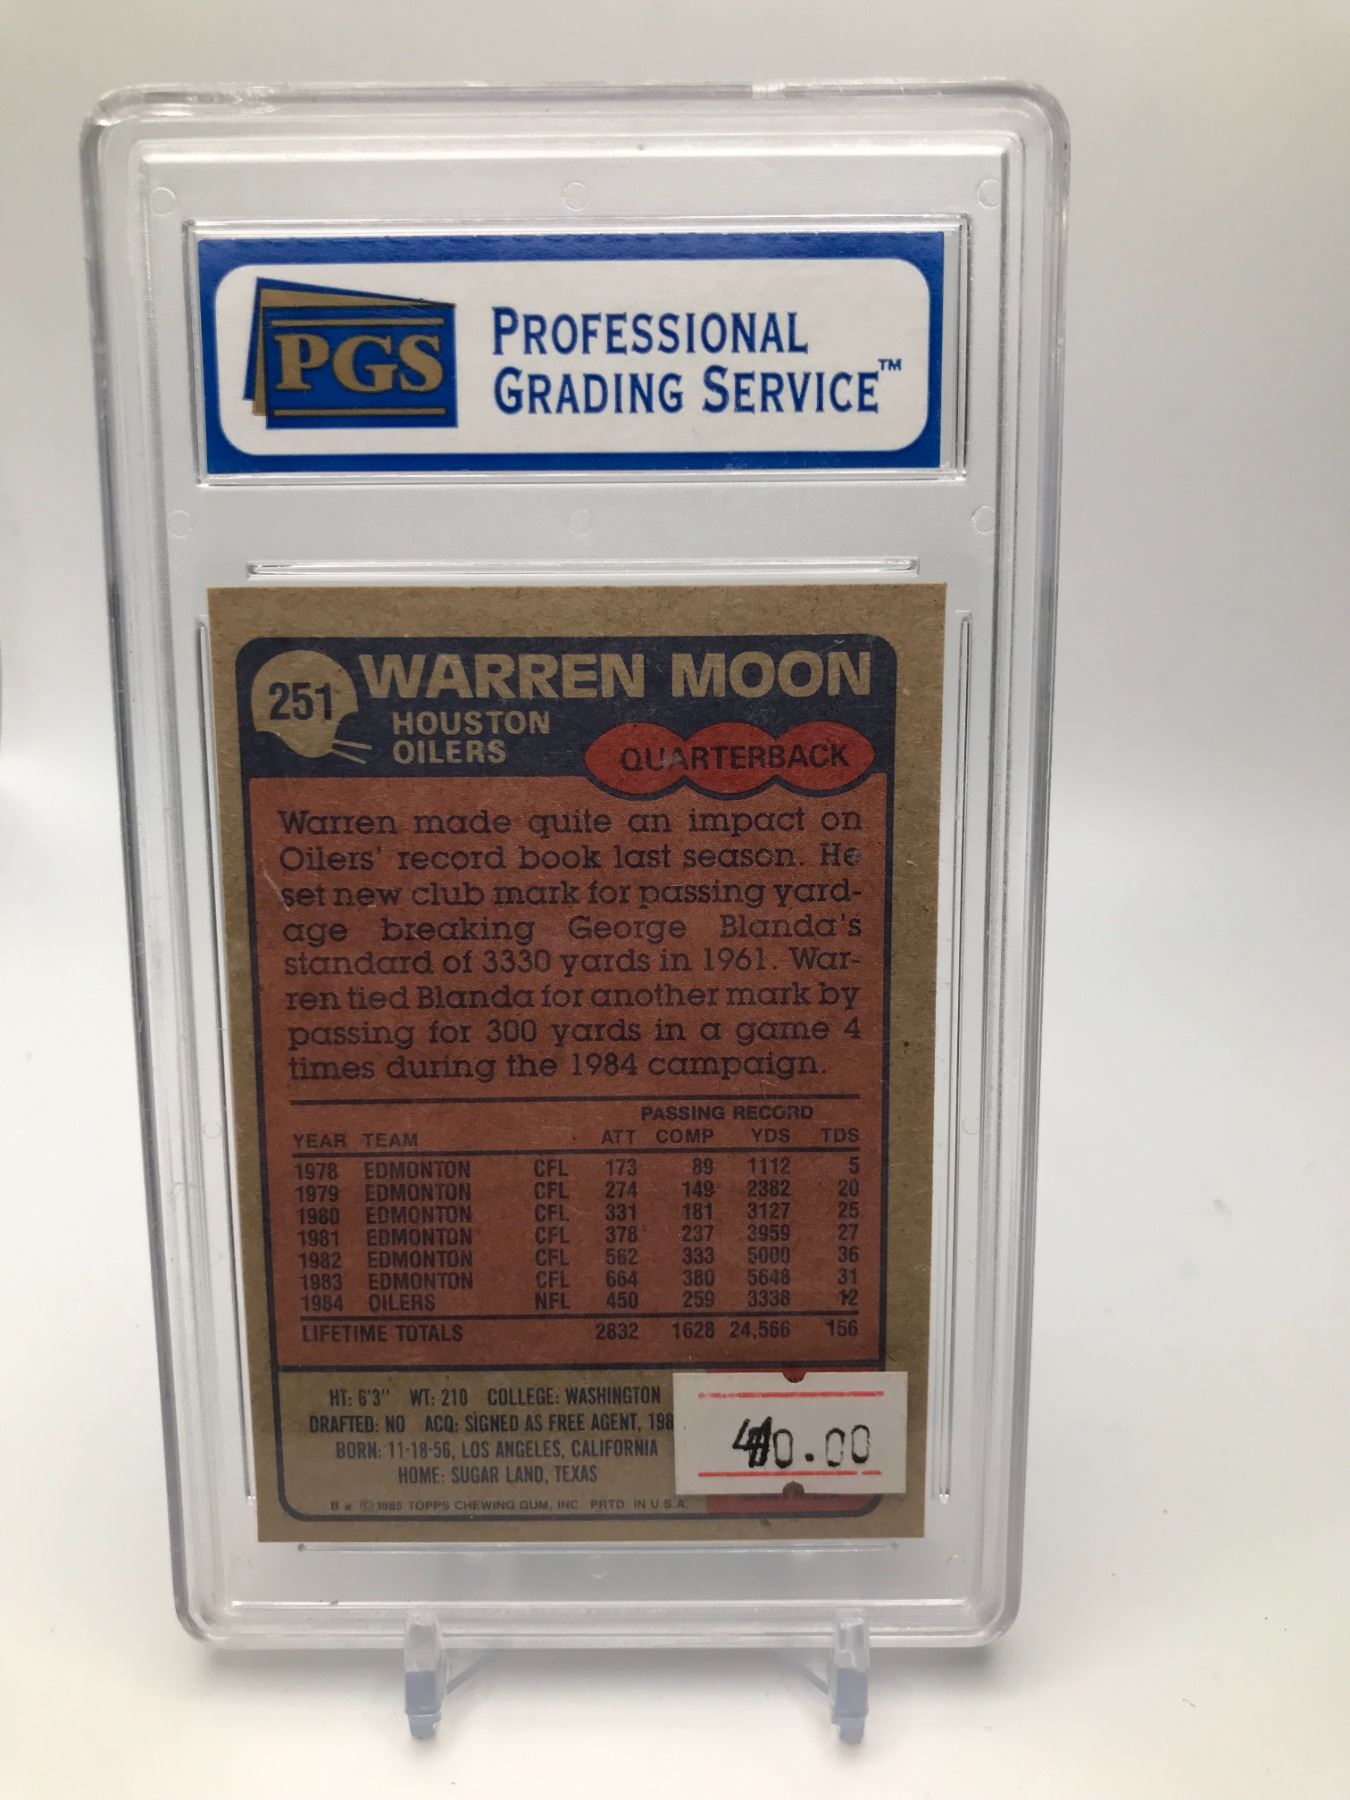 PGS
PROFESSIONAL
GRADING SERVICE™
251
WARREN MOON
HOUSTON
OILERS
QUARTERBACK
Warren made quite an impact on
Oilers' record book last season. He
set new club mark for passing yard-
age breaking George Blanda's
standard of 3330 yards in 1961. War-
ren tied Blanda for another mark by
passing for 300 yards in a game 4
times during the 1984 campaign.
PASSING RECORD
YEAR TEAM ATT COMP YDS TDS
1978 EDMONTON CFL 173 89 1112 5
1979 EDMONTON CFL 274 149 2382 20
1980 EDMONTON CFL 331 181 3127 25
1981 EDMONTON CFL 378 237 3959 27
1982 EDMONTON CFL 562 333 5000 36
1983 EDMONTON CFL 664 380 5648 31
1984 OILERS NFL 450 259 3338 12
LIFETIME TOTALS 2832 1628 24,566 156
HT: 6'3" WT: 210 COLLEGE: WASHINGTON
DRAFTED: NO ACQ: SIGNED AS FREE AGENT, 198
BORN: 11-18-56, LOS ANGELES, CALIFORNIA
HOME: SUGAR LAND, TEXAS
B * © 1985 TOPPS CHEWING GUM, INC. PRTD. IN U.S.A.